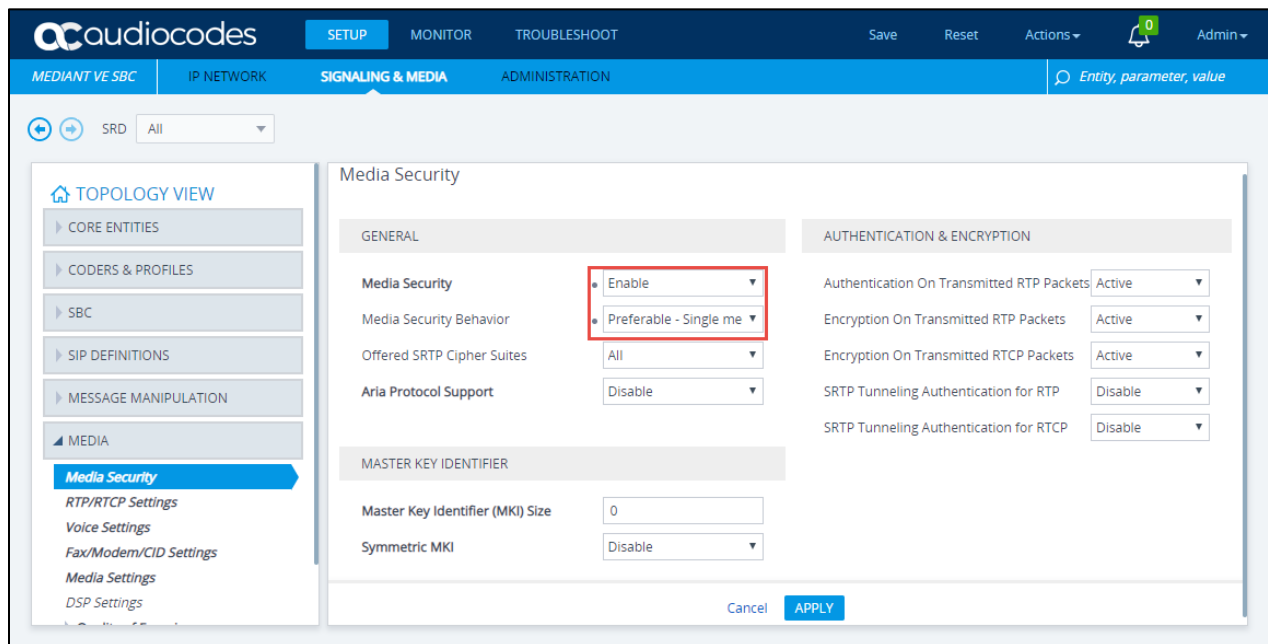 audiocodes
SETUP MONITOR TROUBLESHOOT Save Reset Actions 0 Admin
MEDIANT VE SBC IP NETWORK SIGNALING & MEDIA ADMINISTRATION Entity, parameter, value
SRD All
TOPOLOGY VIEW
CORE ENTITIES
CODERS & PROFILES
SBC
SIP DEFINITIONS
MESSAGE MANIPULATION
MEDIA
Media Security
RTP/RTCP Settings
Voice Settings
Fax/Modem/CID Settings
Media Settings
DSP Settings
Media Security
GENERAL
Media Security Enable
Media Security Behavior Preferable - Single me
Offered SRTP Cipher Suites All
Aria Protocol Support Disable
MASTER KEY IDENTIFIER
Master Key Identifier (MKI) Size 0
Symmetric MKI Disable
AUTHENTICATION & ENCRYPTION
Authentication On Transmitted RTP Packets Active
Encryption On Transmitted RTP Packets Active
Encryption On Transmitted RTCP Packets Active
SRTP Tunneling Authentication for RTP Disable
SRTP Tunneling Authentication for RTCP Disable
Cancel APPLY